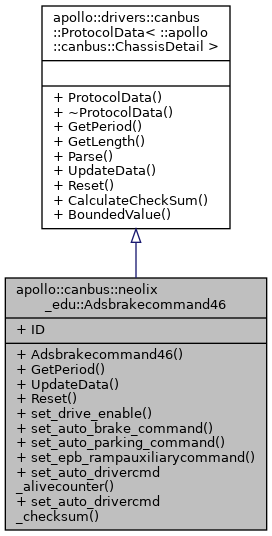 apollo::drivers::canbus
::ProtocolData< ::apollo
::canbus::ChassisDetail >
+ ProtocolData()
+ ~ProtocolData()
+ GetPeriod()
+ GetLength()
+ Parse()
+ UpdateData()
+ Reset()
+ CalculateCheckSum()
+ BoundedValue()
apollo::canbus::neolix
_edu::Adsbrakecommand46
+ ID
+ Adsbrakecommand46()
+ GetPeriod()
+ UpdateData()
+ Reset()
+ set_drive_enable()
+ set_auto_brake_command()
+ set_auto_parking_command()
+ set_epb_rampauxiliarycommand()
+ set_auto_drivercmd
_alivecounter()
+ set_auto_drivercmd
_checksum()